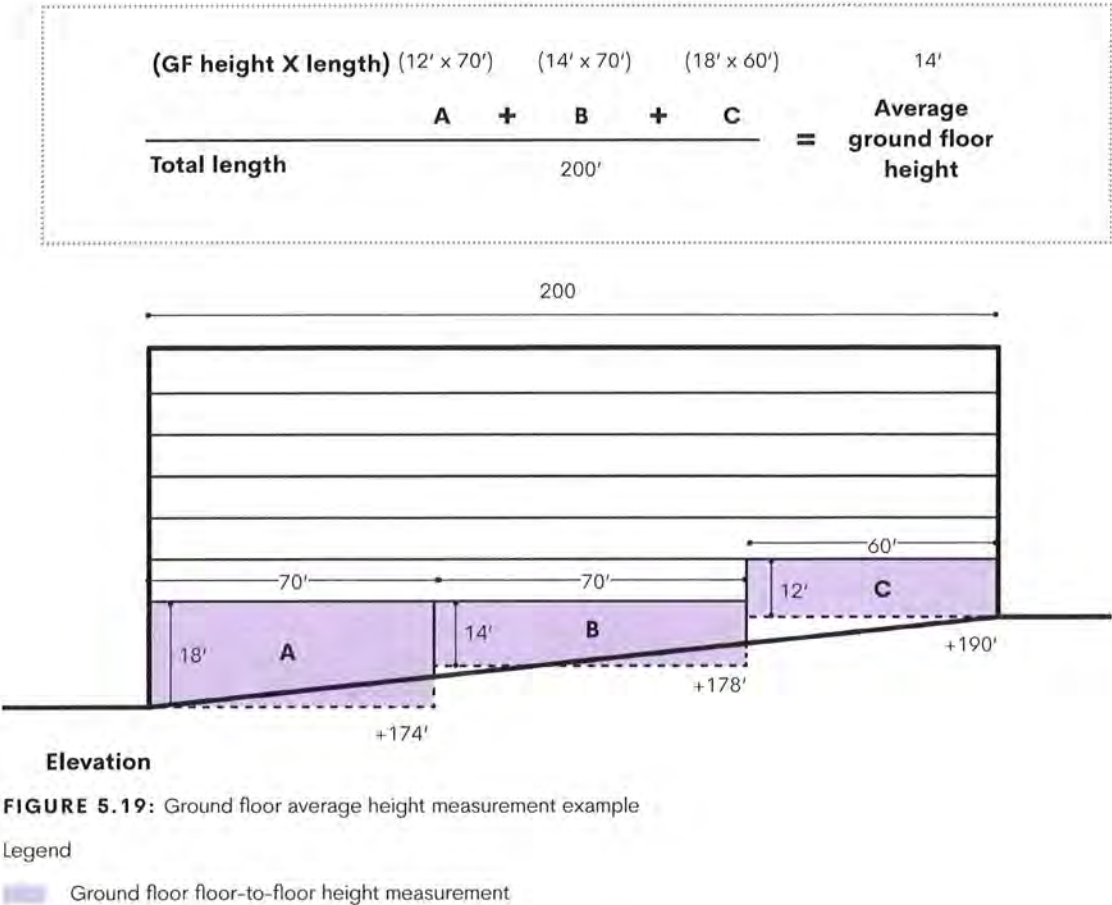 (GF height X length) (12' x 70') (14' x 70') (18' x 60') 14'
A + B + C = Average ground floor height
Total length 200'
200
60'
70' 70'
12' C
14' B
18' A
+190'
+178'
+174'
Elevation
FIGURE 5.19: Ground floor average height measurement example
Legend
Ground floor floor-to-floor height measurement